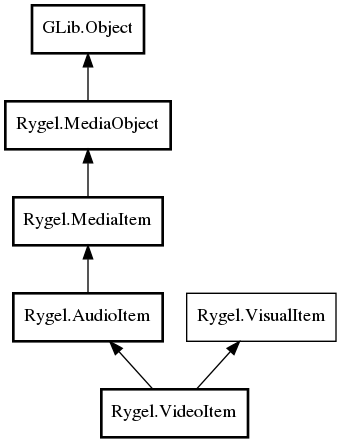 GLib.Object
Rygel.MediaObject
Rygel.MediaItem
Rygel.AudioItem
Rygel.VisualItem
Rygel.VideoItem